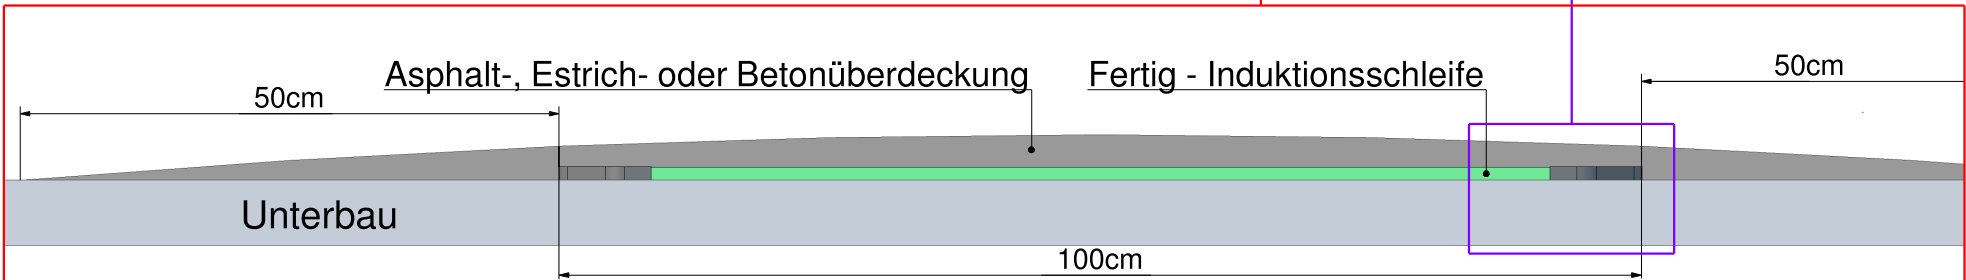 Asphalt-, Estrich- oder Betonüberdeckung
Fertig - Induktionsschleife
50cm
50cm
Unterbau
100cm